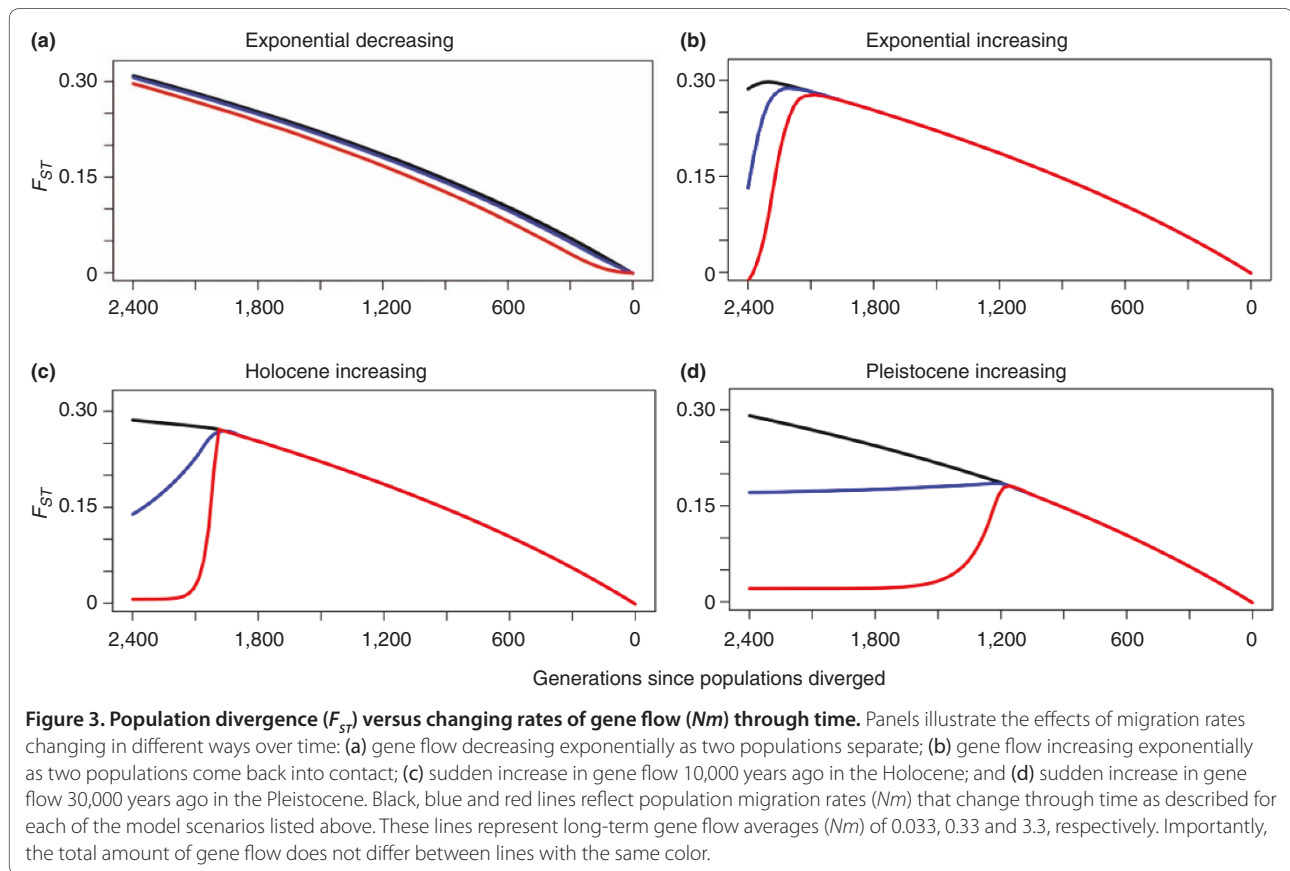 (a) Exponential decreasing
0.30
0.15
0
F_ST
2,400 1,800 1,200 600 0
(b) Exponential increasing
0.30
0.15
0
2,400 1,800 1,200 600 0
(c) Holocene increasing
0.30
0.15
0
F_ST
2,400 1,800 1,200 600 0
(d) Pleistocene increasing
0.30
0.15
0
2,400 1,800 1,200 600 0
Generations since populations diverged
Figure 3. Population divergence (F_ST) versus changing rates of gene flow (Nm) through time. Panels illustrate the effects of migration rates
changing in different ways over time: (a) gene flow decreasing exponentially as two populations separate; (b) gene flow increasing exponentially
as two populations come back into contact; (c) sudden increase in gene flow 10,000 years ago in the Holocene; and (d) sudden increase in gene
flow 30,000 years ago in the Pleistocene. Black, blue and red lines reflect population migration rates (Nm) that change through time as described for
each of the model scenarios listed above. These lines represent long-term gene flow averages (Nm) of 0.033, 0.33 and 3.3, respectively. Importantly,
the total amount of gene flow does not differ between lines with the same color.